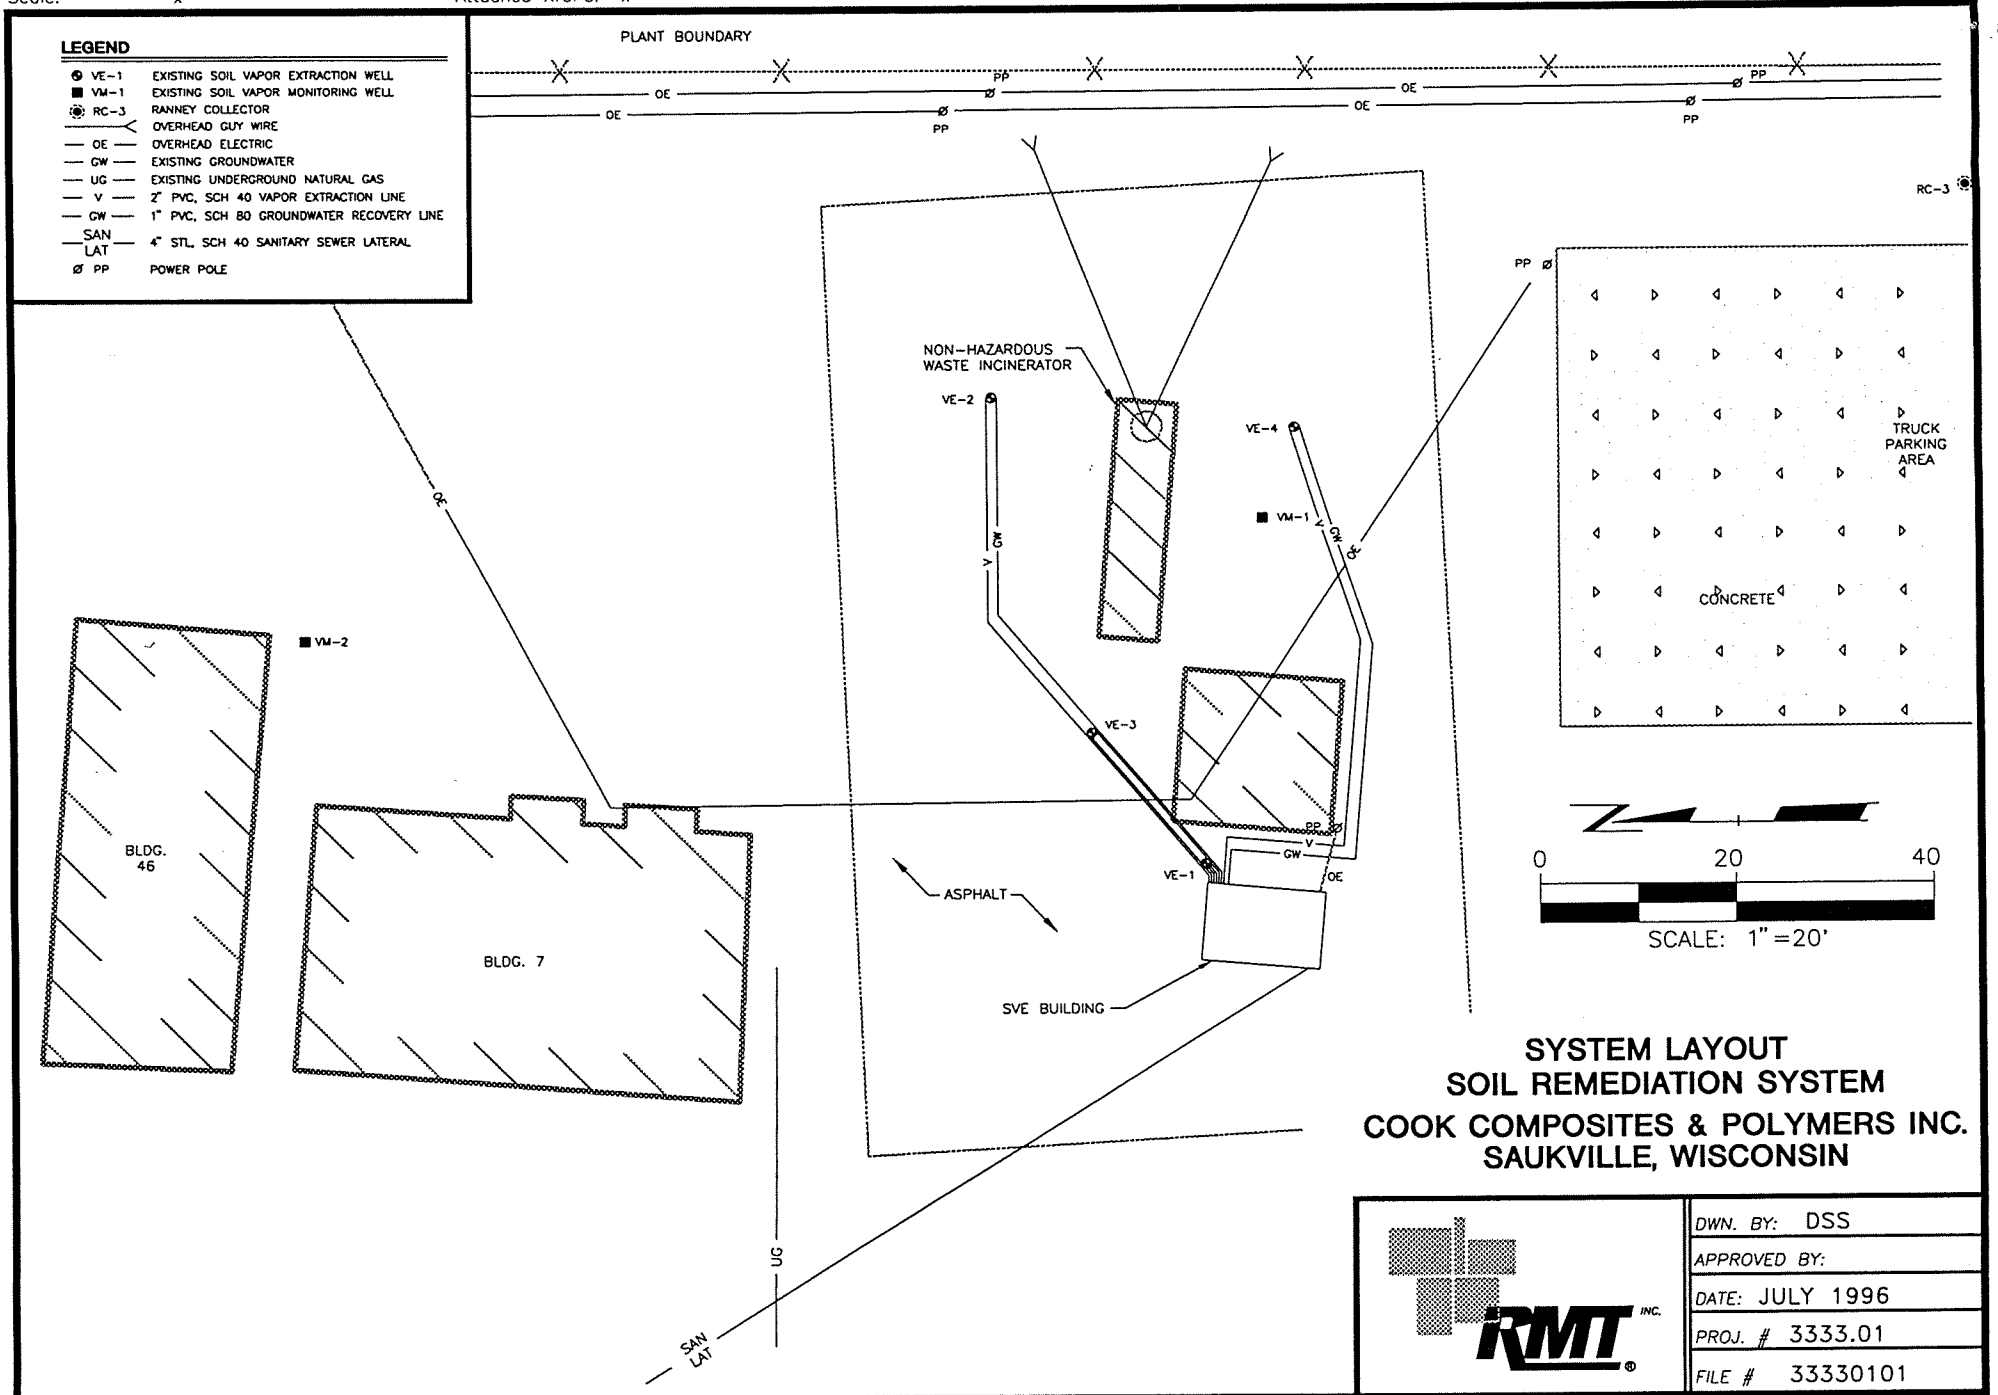 Scale:
LEGEND
VE-1 EXISTING SOIL VAPOR EXTRACTION WELL
VM-1 EXISTING SOIL VAPOR MONITORING WELL
RC-3 RANNEY COLLECTOR
OVERHEAD GUY WIRE
OE OVERHEAD ELECTRIC
GW EXISTING GROUNDWATER
UG EXISTING UNDERGROUND NATURAL GAS
V 2" PVC, SCH 40 VAPOR EXTRACTION LINE
GW 1" PVC, SCH 80 GROUNDWATER RECOVERY LINE
SAN LAT 4" STL, SCH 40 SANITARY SEWER LATERAL
PP POWER POLE
PLANT BOUNDARY
PP
PP
OE
OE
OE
OE
PP
PP
RC-3
PP
NON-HAZARDOUS
WASTE INCINERATOR
VE-2
VE-4
TRUCK
PARKING
AREA
OE
VM-1
V
GW
V
GW
OE
CONCRETE
VM-2
VE-3
PP
V
GW
BLDG.
46
VE-1
OE
ASPHALT
BLDG. 7
0 20 40
SCALE: 1"=20'
SVE BUILDING
UG
SAN
LAT
SYSTEM LAYOUT
SOIL REMEDIATION SYSTEM
COOK COMPOSITES & POLYMERS INC.
SAUKVILLE, WISCONSIN
RMT INC.
®
DWN. BY: DSS
APPROVED BY:
DATE: JULY 1996
PROJ. # 3333.01
FILE # 33330101